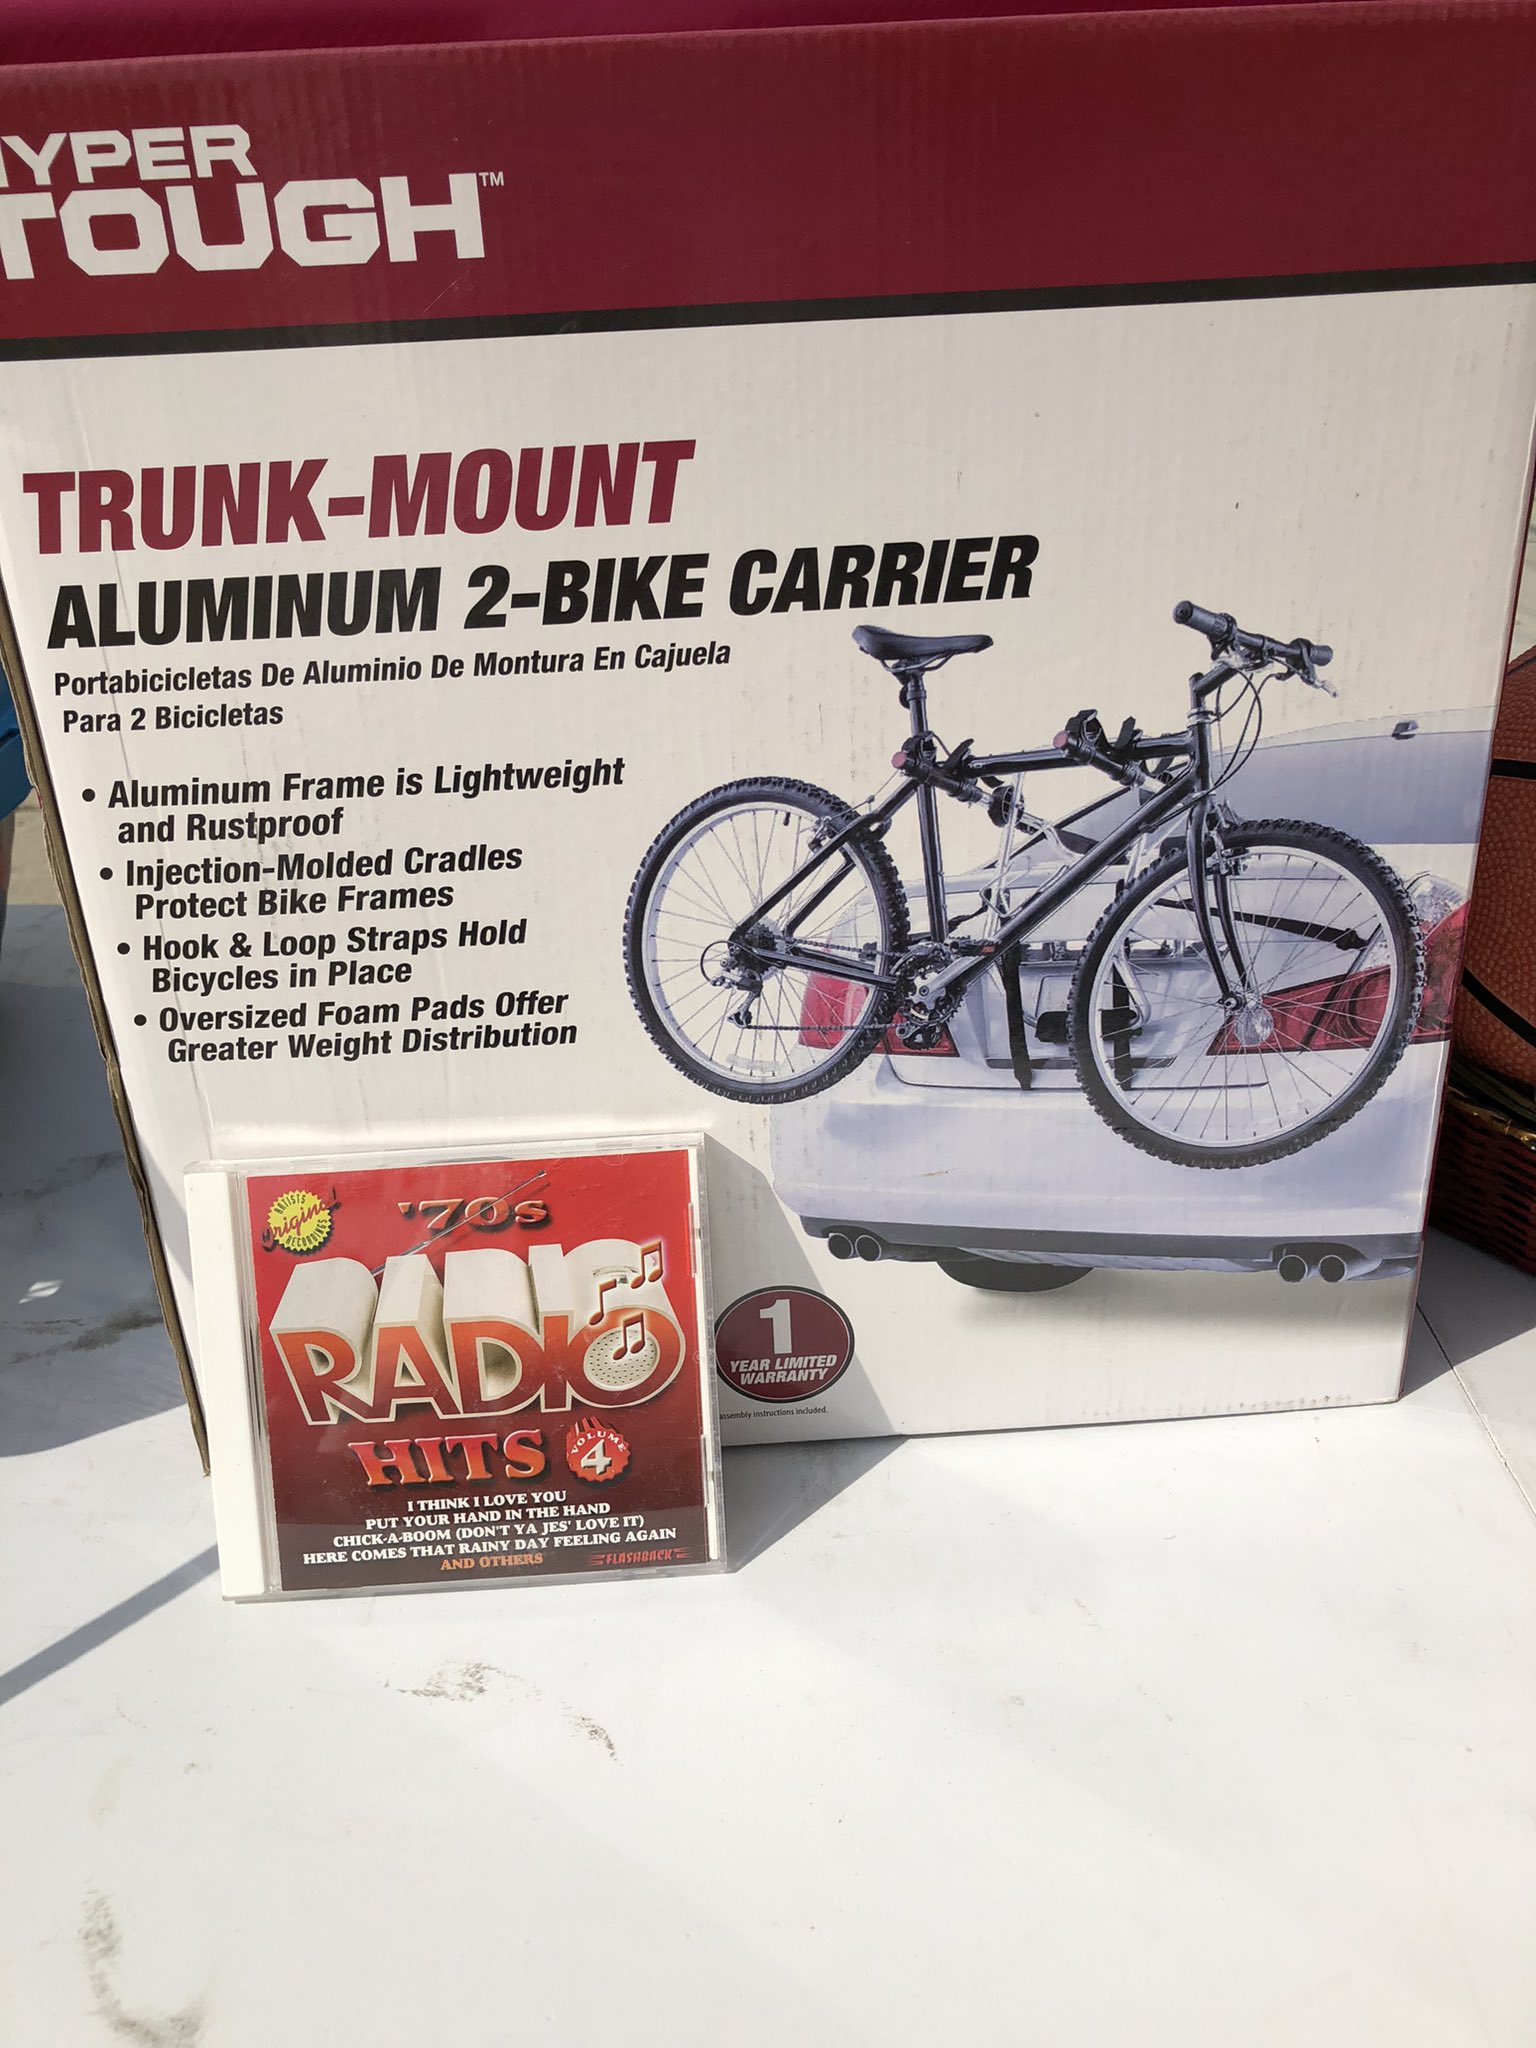 HYPER
TOUGH™
TRUNK-MOUNT
ALUMINUM 2-BIKE CARRIER
Portabicicletas De Aluminio De Montura En Cajuela
Para 2 Bicicletas
• Aluminum Frame is Lightweight
and Rustproof
• Injection-Molded Cradles
Protect Bike Frames
• Hook & Loop Straps Hold
Bicycles in Place
• Oversized Foam Pads Offer
Greater Weight Distribution
1
YEAR LIMITED
WARRANTY
assembly instructions included.
ARTISTS
Original
RECORDINGS
'70s
RADIO
HITS
VOLUME
4
I THINK I LOVE YOU
PUT YOUR HAND IN THE HAND
CHICK-A-BOOM (DON'T YA JES' LOVE IT)
HERE COMES THAT RAINY DAY FEELING AGAIN
AND OTHERS
FLASHBACK